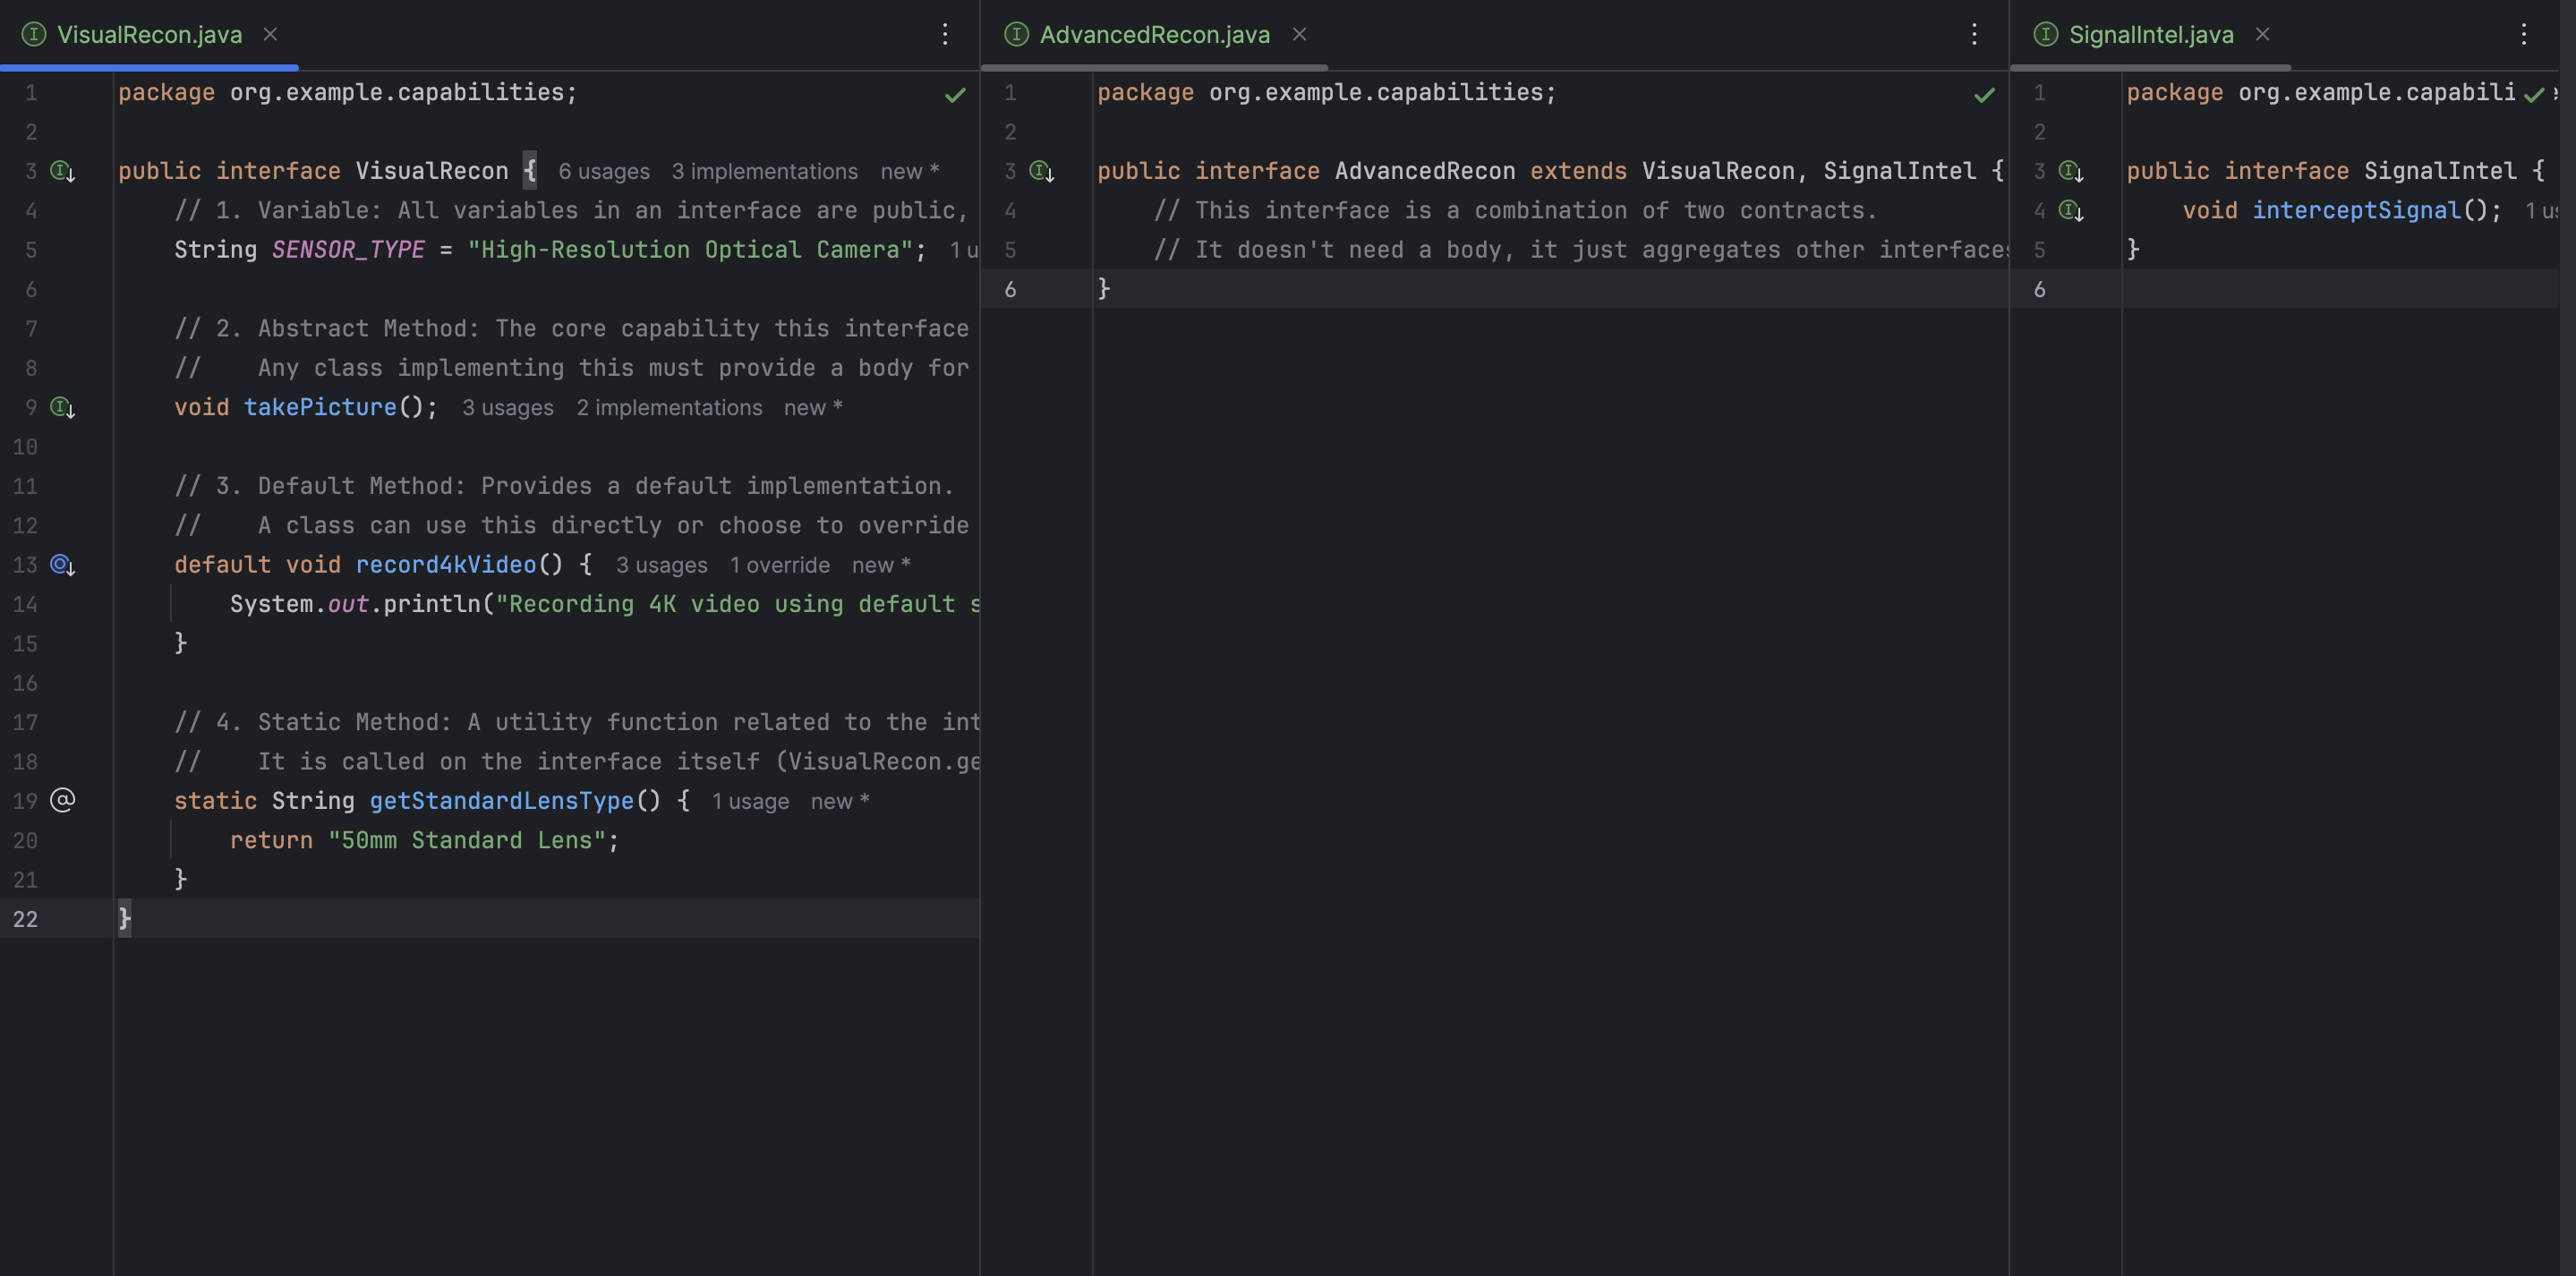 VisualRecon.java
1 package org.example.capabilities;
2
3 public interface VisualRecon { 6 usages 3 implementations new *
4 // 1. Variable: All variables in an interface are public,
5 String SENSOR_TYPE = "High-Resolution Optical Camera"; 1 u
6
7 // 2. Abstract Method: The core capability this interface
8 // Any class implementing this must provide a body for
9 void takePicture(); 3 usages 2 implementations new *
10
11 // 3. Default Method: Provides a default implementation.
12 // A class can use this directly or choose to override
13 default void record4kVideo() { 3 usages 1 override new *
14 System.out.println("Recording 4K video using default s
15 }
16
17 // 4. Static Method: A utility function related to the int
18 // It is called on the interface itself (VisualRecon.ge
19 static String getStandardLensType() { 1 usage new *
20 return "50mm Standard Lens";
21 }
22 }
AdvancedRecon.java
1 package org.example.capabilities;
2
3 public interface AdvancedRecon extends VisualRecon, SignalIntel {
4 // This interface is a combination of two contracts.
5 // It doesn't need a body, it just aggregates other interfaces
6 }
SignalIntel.java
1 package org.example.capabili
2
3 public interface SignalIntel {
4 void interceptSignal(); 1 us
5 }
6